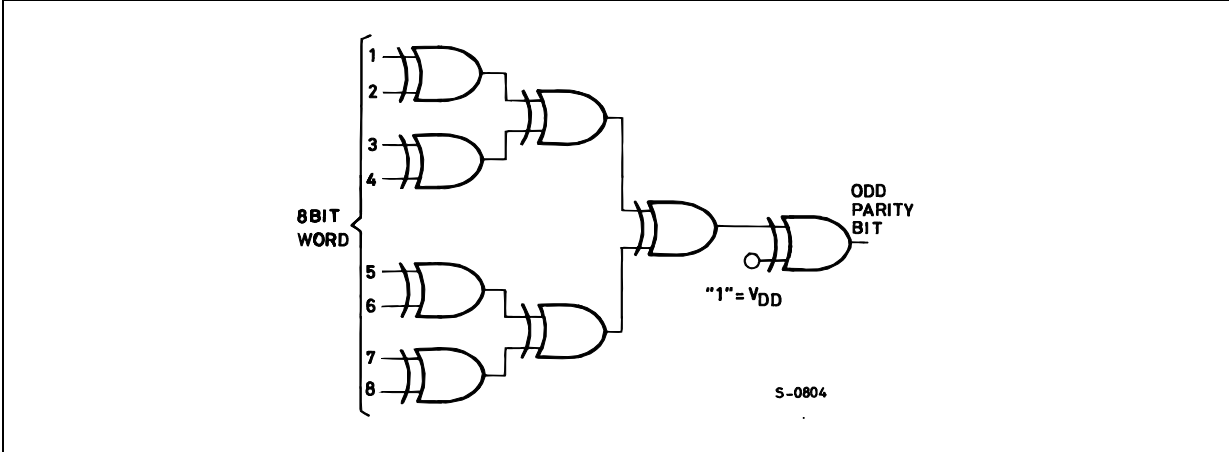 1
2
3
4
8BIT
WORD
5
6
7
8
ODD
PARITY
BIT
"1"=VDD
S-0804